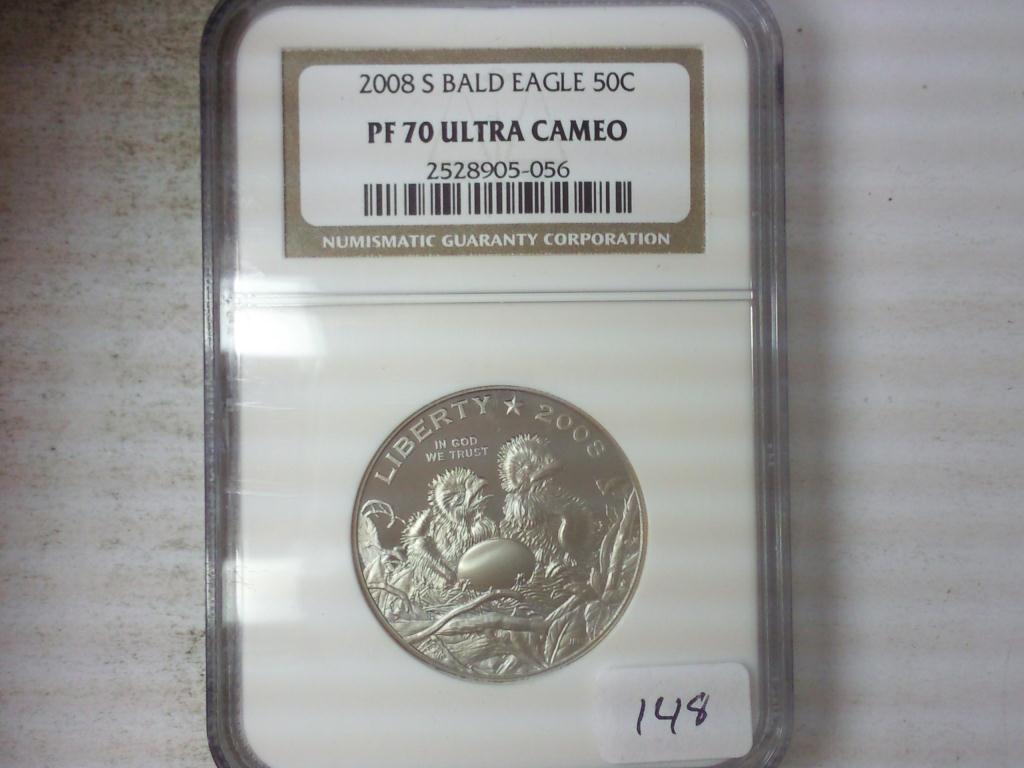 2008 S BALD EAGLE 50C
PF 70 ULTRA CAMEO
2528905-056
NUMISMATIC GUARANTY CORPORATION
LIBERTY ★ 2008
IN GOD
WE TRUST
148